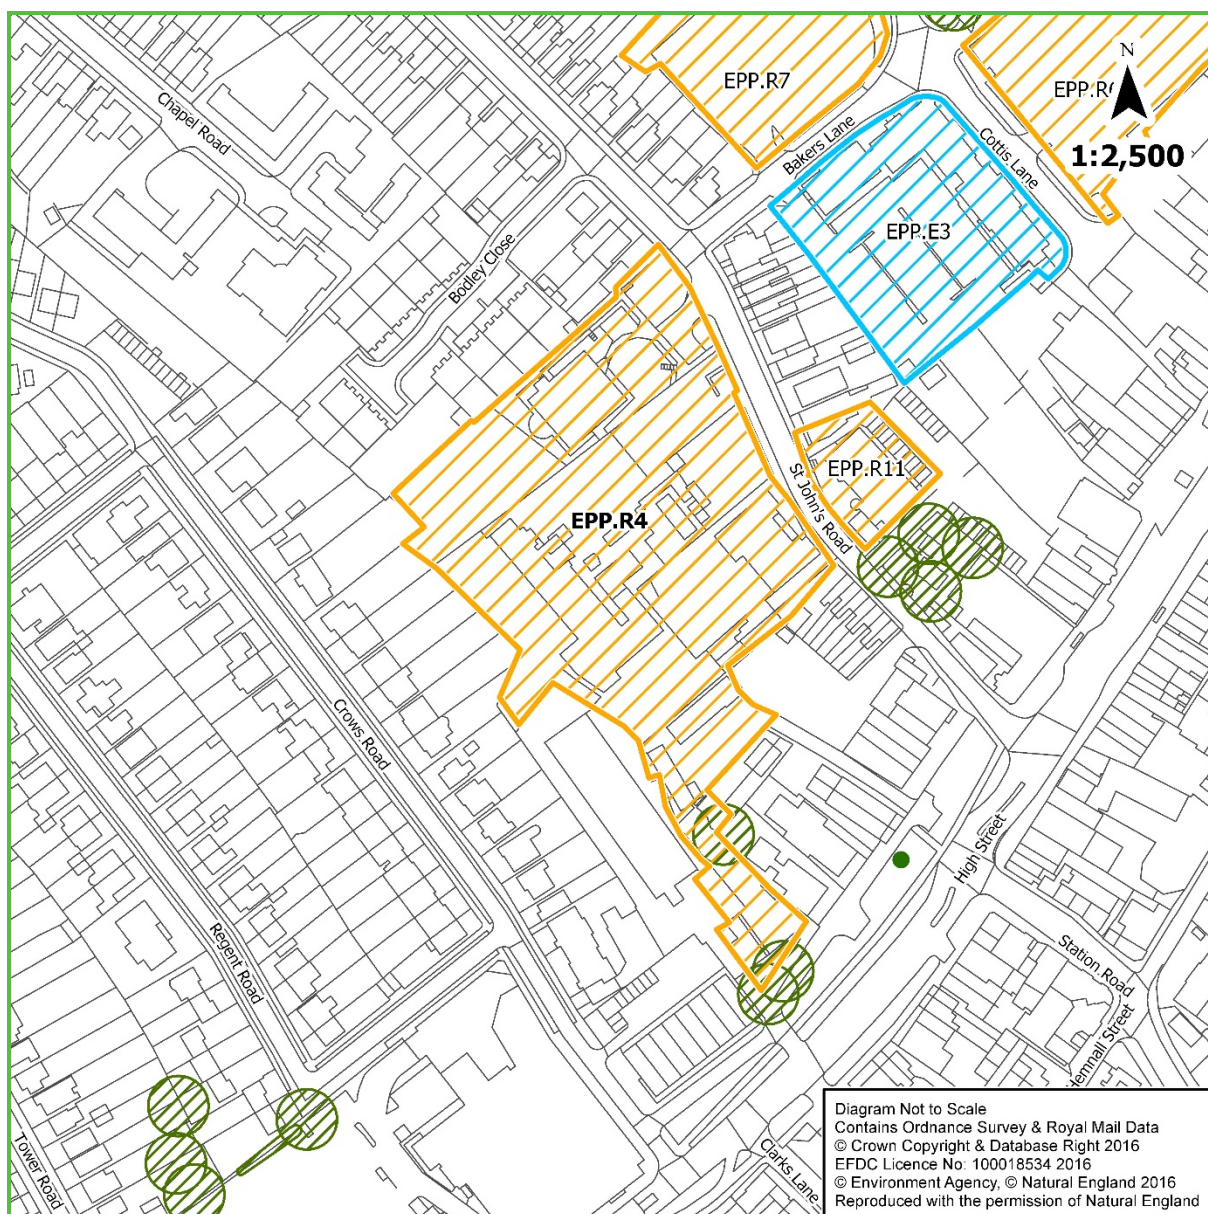 EPP.R7
EPP.R6
N
1:2,500
Chapel Road
Bakers Lane
Cottis Lane
EPP.E3
Bodley Close
EPP.R11
St John's Road
EPP.R4
Crows Road
High Street
Regent Road
Station Road
Hemnall Street
Tower Road
Clarks Lane
Diagram Not to Scale
Contains Ordnance Survey & Royal Mail Data
© Crown Copyright & Database Right 2016
EFDC Licence No: 100018534 2016
© Environment Agency, © Natural England 2016
Reproduced with the permission of Natural England